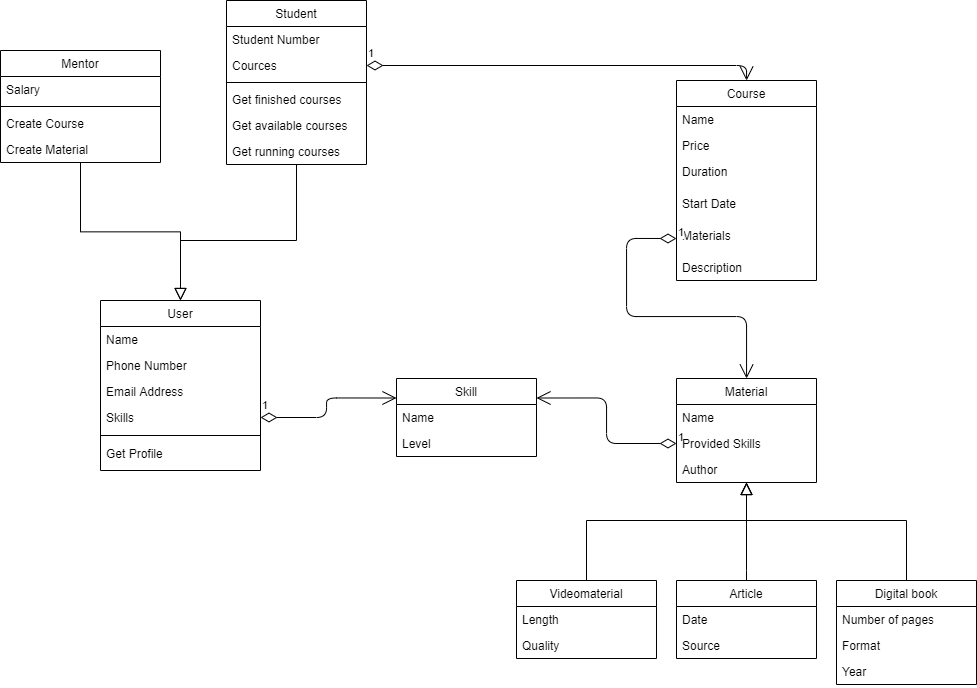 Student
Student Number
Cources
Get finished courses
Get available courses
Get running courses
1
Mentor
Salary
Create Course
Create Material
Course
Name
Price
Duration
Start Date
1
Materials
Description
User
Name
Phone Number
Email Address
Skills
Get Profile
1
Skill
Name
Level
Material
Name
1
Provided Skills
Author
Videomaterial
Length
Quality
Article
Date
Source
Digital book
Number of pages
Format
Year